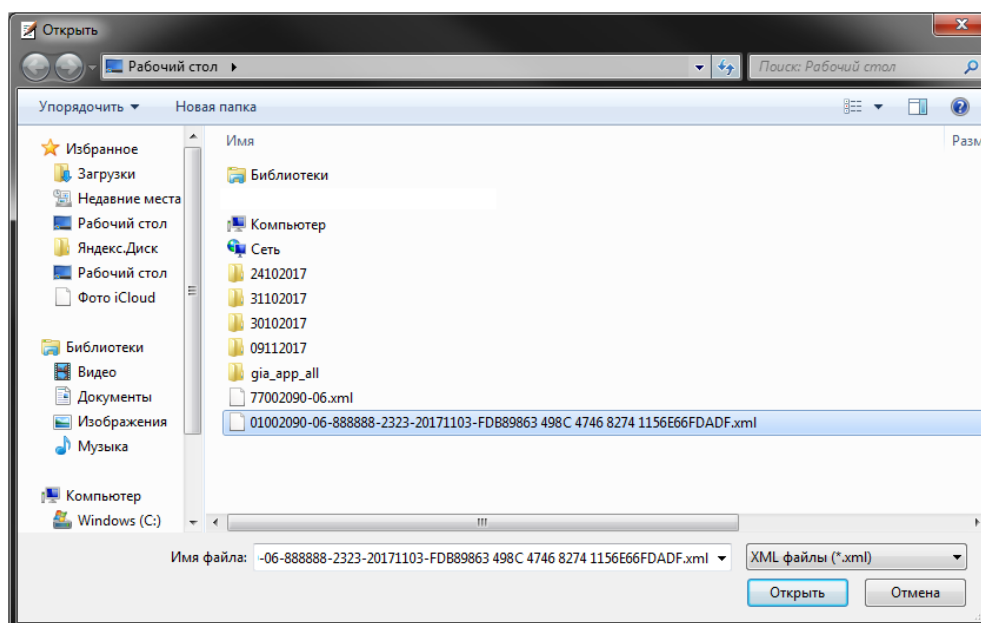 Открыть
Рабочий стол
Поиск: Рабочий стол
Упорядочить
Новая папка
Избранное
Загрузки
Недавние места
Рабочий стол
Яндекс.Диск
Рабочий стол
Фото iCloud
Библиотеки
Видео
Документы
Изображения
Музыка
Компьютер
Windows (C:)
Имя
Разм
Библиотеки
Компьютер
Сеть
24102017
31102017
30102017
09112017
gia_app_all
77002090-06.xml
01002090-06-888888-2323-20171103-FDB89863 498C 4746 8274 1156E66FDADF.xml
Имя файла: -06-888888-2323-20171103-FDB89863 498C 4746 8274 1156E66FDADF.xml
XML файлы (*.xml)
Открыть
Отмена